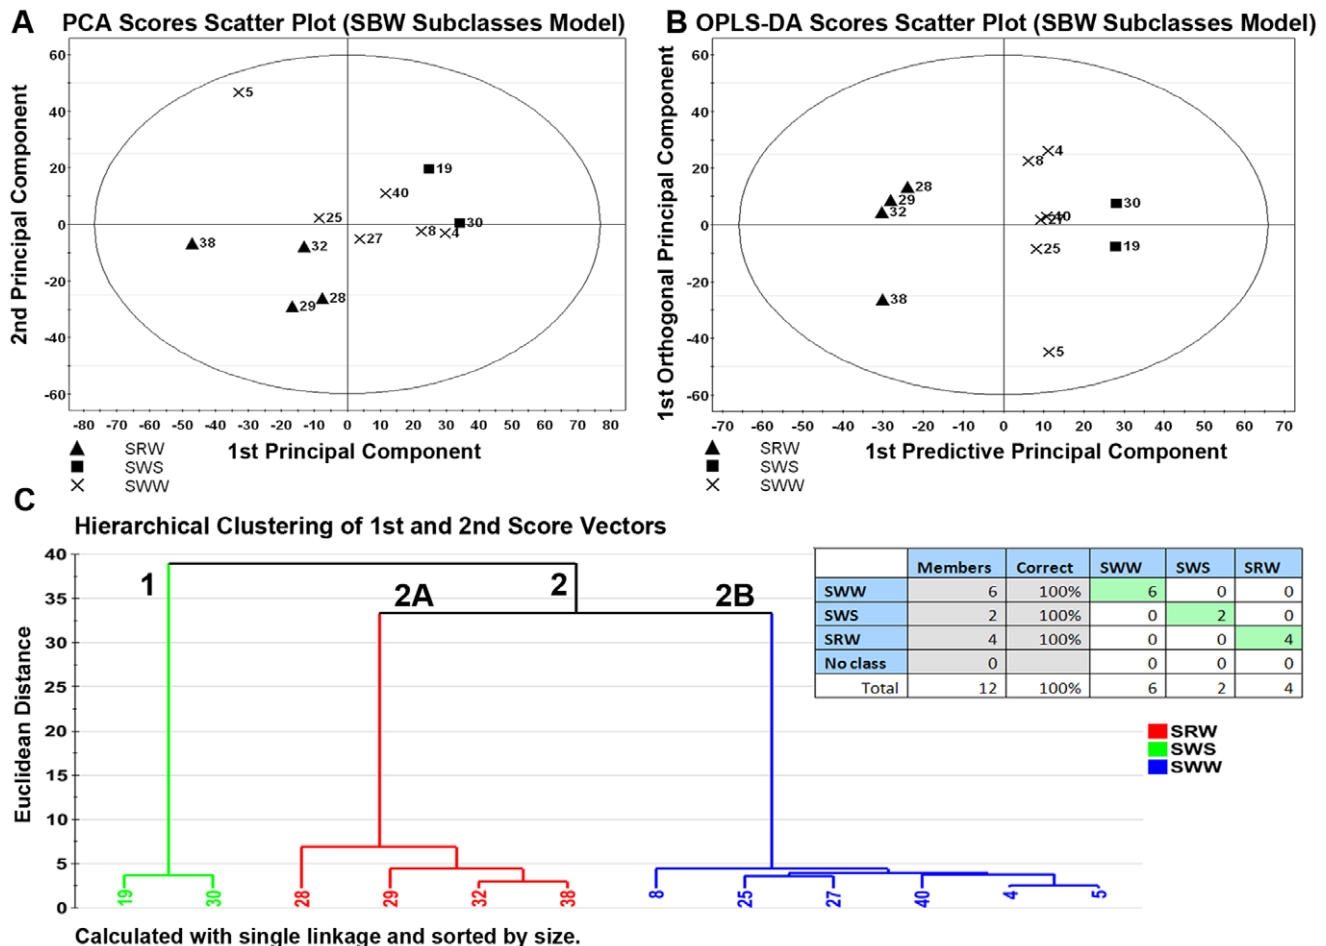 A PCA Scores Scatter Plot (SBW Subclasses Model)
2nd Principal Component
60
40
20
0
-20
-40
-60
5
19
40
25
30
27
8
4
38
32
29
28
-80 -70 -60 -50 -40 -30 -20 -10 0 10 20 30 40 50 60 70 80
1st Principal Component
SRW
SWS
SWW
B OPLS-DA Scores Scatter Plot (SBW Subclasses Model)
1st Orthogonal Principal Component
60
40
20
0
-20
-40
-60
4
8
28
29
32
30
40
27
19
25
38
5
-70 -60 -50 -40 -30 -20 -10 0 10 20 30 40 50 60 70
1st Predictive Principal Component
SRW
SWS
SWW
C
Hierarchical Clustering of 1st and 2nd Score Vectors
Euclidean Distance
40
35
30
25
20
15
10
5
0
1
2
2A
2B
19 30 28 29 32 38 8 25 27 40 4 5
Members Correct SWW SWS SRW
SWW 6 100% 6 0 0
SWS 2 100% 0 2 0
SRW 4 100% 0 0 4
No class 0 0 0 0
Total 12 100% 6 2 4
SRW
SWS
SWW
Calculated with single linkage and sorted by size.